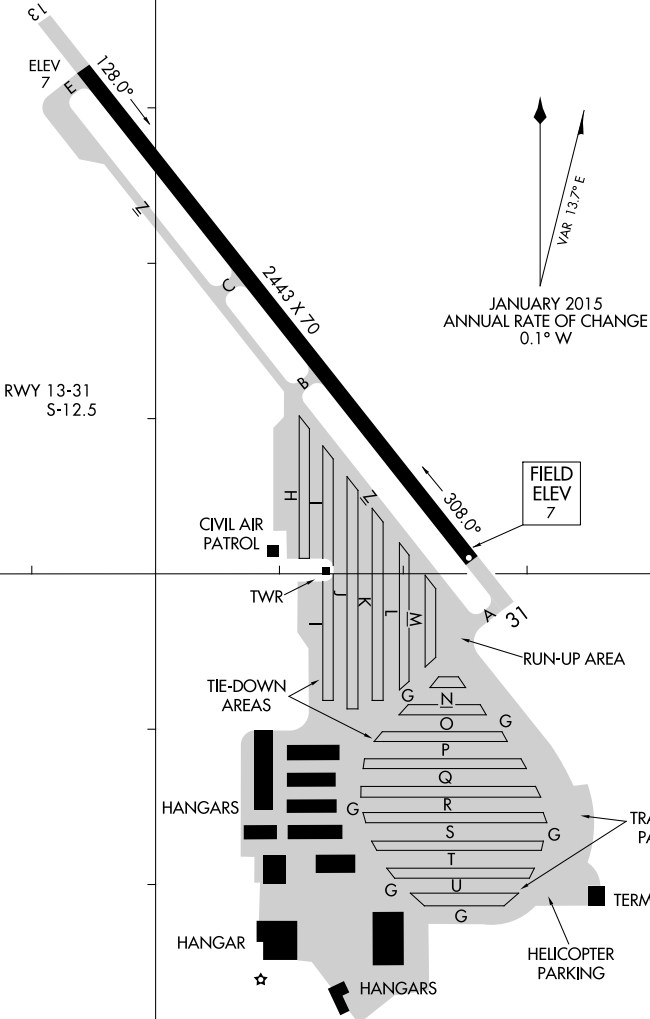 13
ELEV
7
128.0°
E
Z
C
2443 X 70
VAR 13.7° E
JANUARY 2015
ANNUAL RATE OF CHANGE
0.1° W
RWY 13-31
S-12.5
B
H
I
Z
308.0°
FIELD
ELEV
7
CIVIL AIR
PATROL
TWR
I
J
K
L
M
A
31
RUN-UP AREA
TIE-DOWN
AREAS
G
N
G
O
P
Q
HANGARS
G
R
S
G
T
G
U
G
TERM
HANGAR
HELICOPTER
PARKING
HANGARS